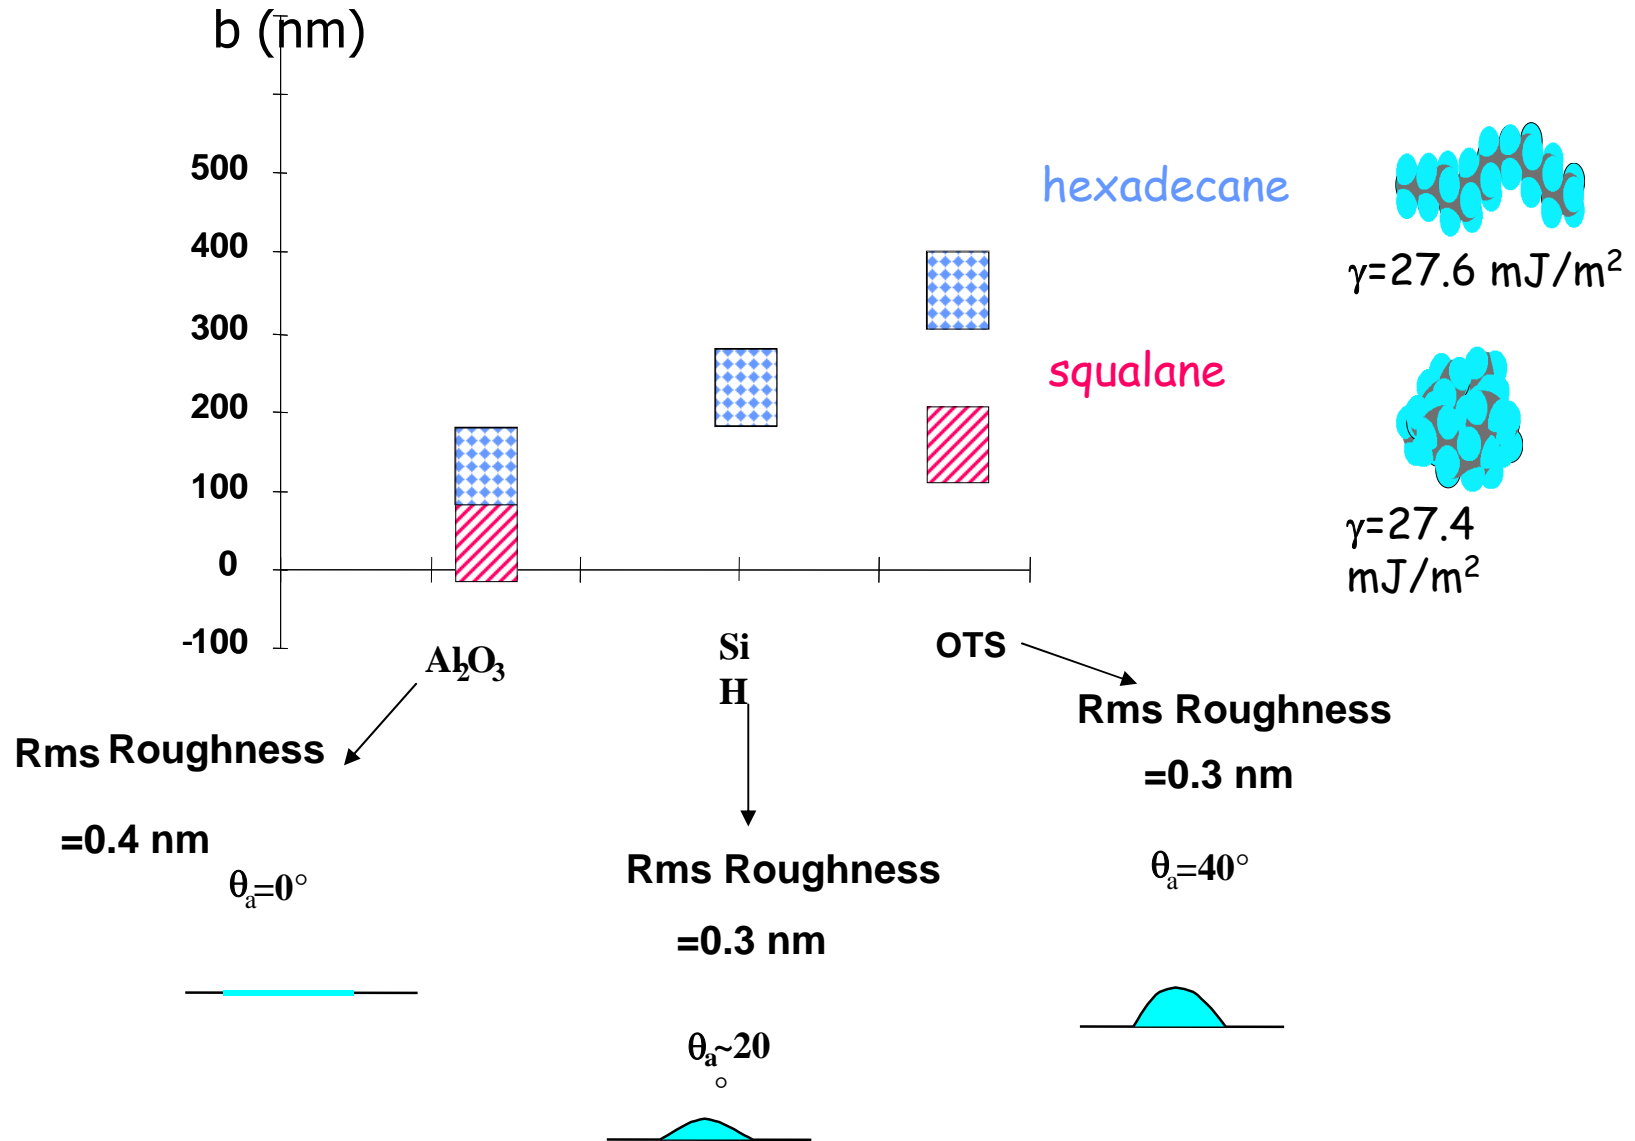 b (nm)
500
400
300
200
100
0
-100
hexadecane
γ=27.6 mJ/m²
squalane
γ=27.4
mJ/m²
Al₂O₃
Si
H
OTS
Rms Roughness
=0.4 nm
θₐ=0°
Rms Roughness
=0.3 nm
θₐ~20
°
Rms Roughness
=0.3 nm
θₐ=40°